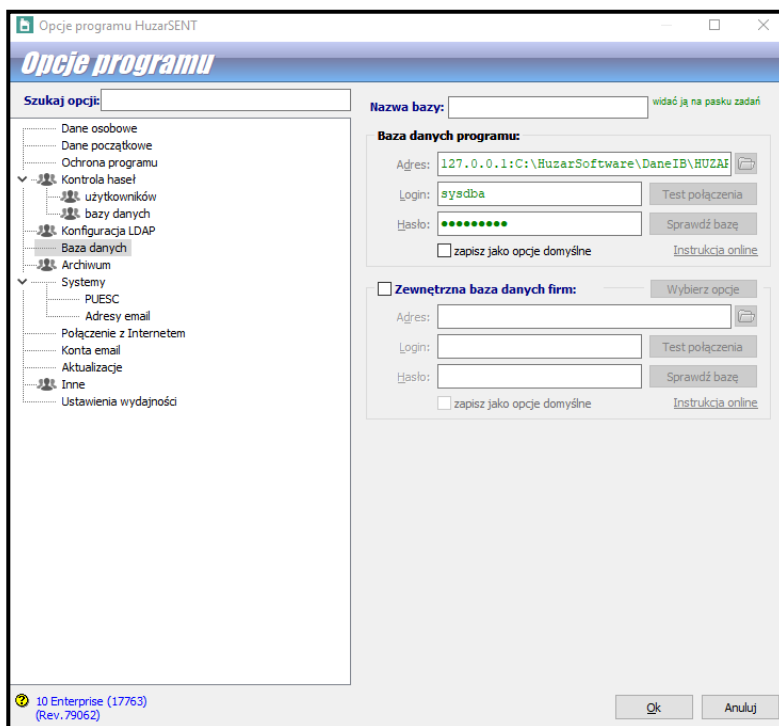 Opcje programu HuzarSENT
Opcje programu
Szukaj opcji:
Dane osobowe
Dane początkowe
Ochrona programu
Kontrola haseł
użytkowników
bazy danych
Konfiguracja LDAP
Baza danych
Archiwum
Systemy
PUESC
Adresy email
Połączenie z Internetem
Konta email
Aktualizacje
Inne
Ustawienia wydajności
Nazwa bazy: widać ją na pasku zadań
Baza danych programu:
Adres: 127.0.0.1:C:\HuzarSoftware\DaneIB\HUZAR
Login: sysdba Test połączenia
Hasło: ●●●●●●●●● Sprawdź bazę
zapisz jako opcje domyślne Instrukcja online
Zewnętrzna baza danych firm: Wybierz opcje
Adres:
Login: Test połączenia
Hasło: Sprawdź bazę
zapisz jako opcje domyślne Instrukcja online
10 Enterprise (17763)
(Rev.79062)
Ok Anuluj